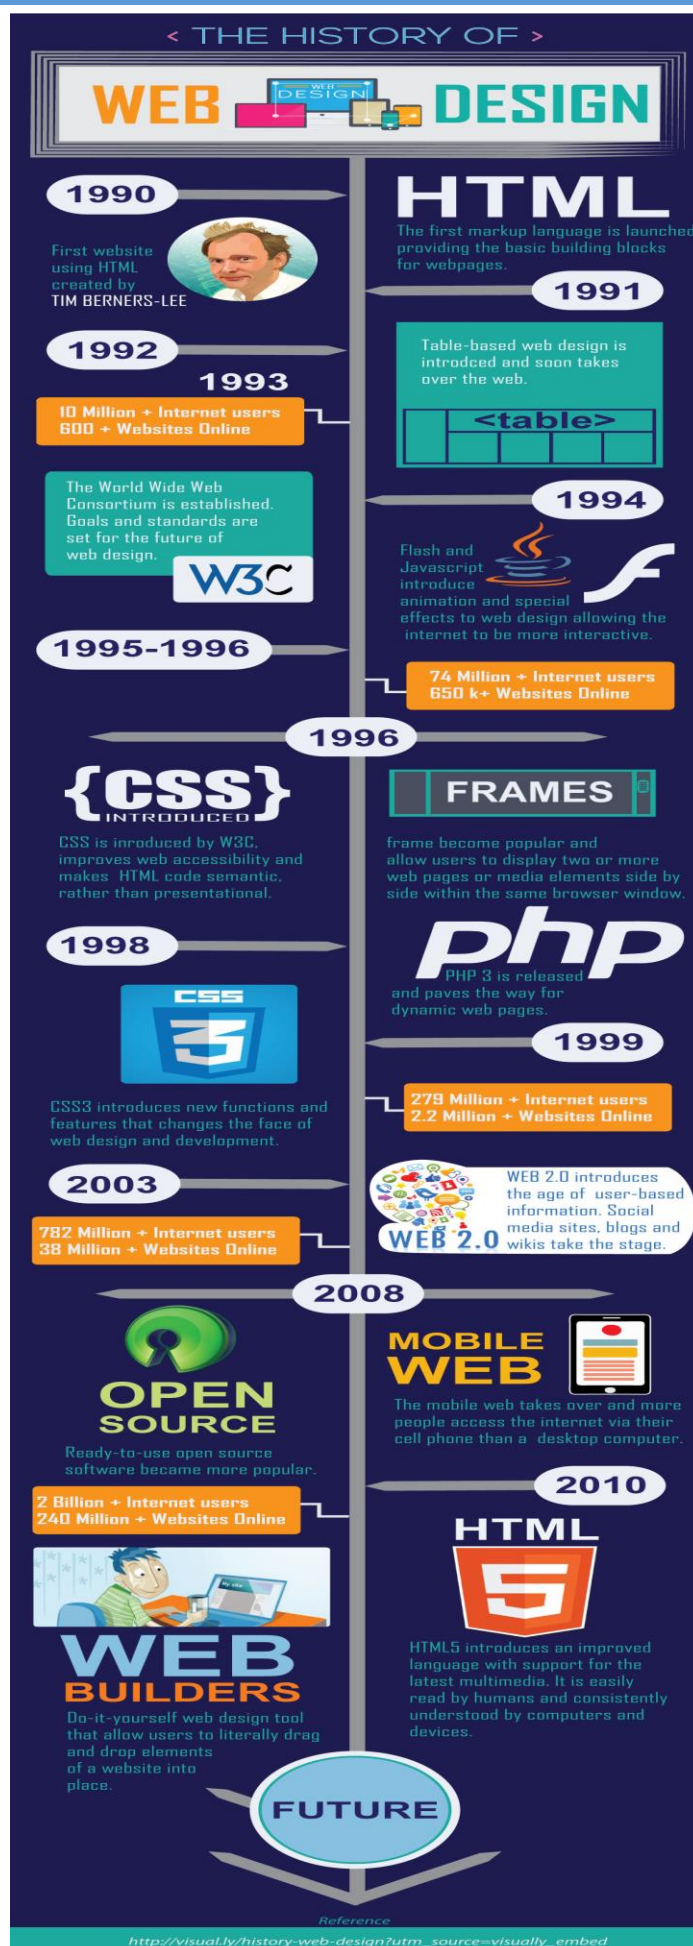 < THE HISTORY OF >
WEB
WEB
DESIGN
DESIGN
1990
First website
using HTML
created by
TIM BERNERS-LEE
HTML
The first markup language is launched
providing the basic building blocks
for webpages.
1991
1992
Table-based web design is
introdced and soon takes
over the web.
<table>
1993
10 Million + Internet users
600 + Websites Online
The World Wide Web
Consortium is established.
Goals and standards are
set for the future of
web design.
W3C
1994
Flash and
Javascript
introduce
animation and special
effects to web design allowing the
internet to be more interactive.
1995-1996
74 Million + Internet users
650 k+ Websites Online
1996
{CSS}
INTRODUCED
CSS is inroduced by W3C,
improves web accessibility and
makes HTML code semantic,
rather than presentational.
FRAMES
frame become popular and
allow users to display two or more
web pages or media elements side by
side within the same browser window.
1998
php
PHP 3 is released
and paves the way for
dynamic web pages.
CSS
3
CSS3 introduces new functions and
features that changes the face of
web design and development.
1999
279 Million + Internet users
2.2 Million + Websites Online
2003
782 Million + Internet users
38 Million + Websites Online
WEB 2.0
WEB 2.0 introduces
the age of user-based
information. Social
media sites, blogs and
wikis take the stage.
2008
OPEN
SOURCE
Ready-to-use open source
software became more popular.
MOBILE
WEB
The mobile web takes over and more
people access the internet via their
cell phone than a desktop computer.
2 Billion + Internet users
240 Million + Websites Online
2010
HTML
5
HTML5 introduces an improved
language with support for the
latest multimedia. It is easily
read by humans and consistently
understood by computers and
devices.
My site
WEB
BUILDERS
Do-it-yourself web design tool
that allow users to literally drag
and drop elements
of a website into
place.
FUTURE
Reference
http://visual.ly/history-web-design?utm_source=visually_embed